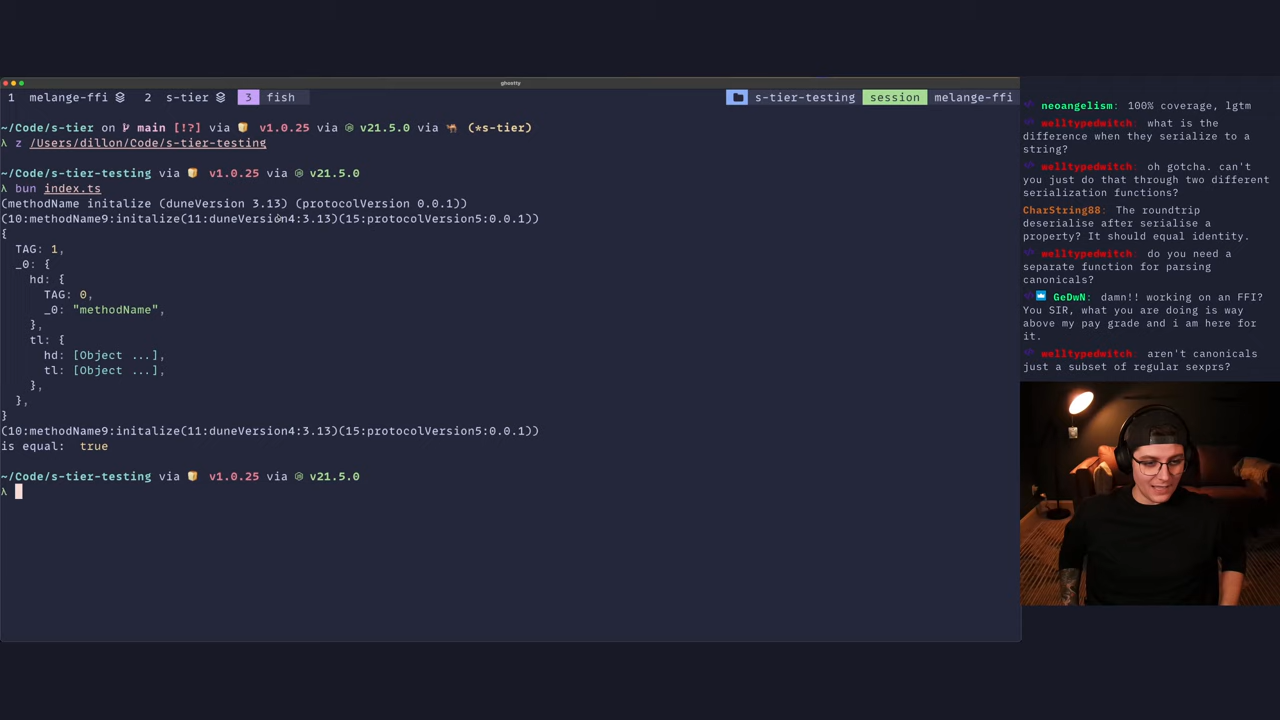 ghostty
1 melange-ffi 2 s-tier 3 fish s-tier-testing session melange-ffi
~/Code/s-tier on main [!?] via v1.0.25 via v21.5.0 via (*s-tier)
λ z /Users/dillon/Code/s-tier-testing
~/Code/s-tier-testing via v1.0.25 via v21.5.0
λ bun index.ts
(methodName initalize (duneVersion 3.13) (protocolVersion 0.0.1))
(10:methodName9:initalize(11:duneVersion4:3.13)(15:protocolVersion5:0.0.1))
{
TAG: 1,
_0: {
hd: {
TAG: 0,
_0: "methodName",
},
tl: {
hd: [Object ...],
tl: [Object ...],
},
},
}
(10:methodName9:initalize(11:duneVersion4:3.13)(15:protocolVersion5:0.0.1))
is equal: true
~/Code/s-tier-testing via v1.0.25 via v21.5.0
λ
neoangelism: 100% coverage, lgtm
welltypedwitch: what is the
difference when they serialize to a
string?
welltypedwitch: oh gotcha. can't
you just do that through two different
serialization functions?
CharString88: The roundtrip
deserialise after serialise a
property? It should equal identity.
welltypedwitch: do you need a
separate function for parsing
canonicals?
GeDwN: damn!! working on an FFI?
You SIR, what you are doing is way
above my pay grade and i am here for
it.
welltypedwitch: aren't canonicals
just a subset of regular sexprs?